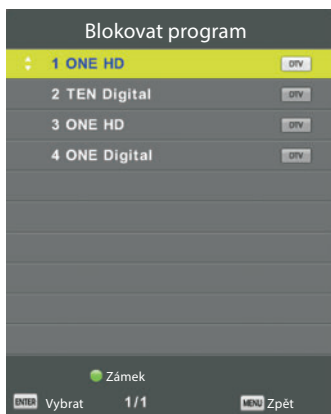 Blokovat program
1 ONE HD DTV
2 TEN Digital DTV
3 ONE HD DTV
4 ONE Digital DTV
Zámek
ENTER Vybrat 1/1 MENU Zpět